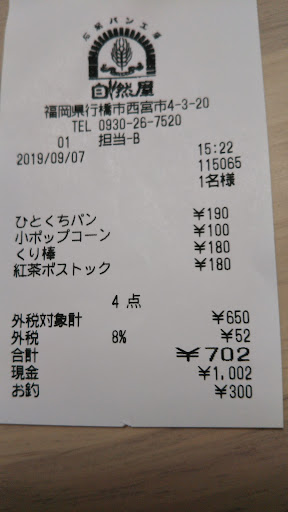 石窯パン工房
自然屋
福岡県行橋市西宮市4-3-20
TEL 0930-26-7520
01 担当-B 15:22
2019/09/07 115065
1名様
ひとくちパン ¥190
小ポップコーン ¥100
くり棒 ¥180
紅茶ボストック ¥180
4 点
外税対象計 ¥650
外税 8% ¥52
合計 ¥702
現金 ¥1,002
お釣 ¥300